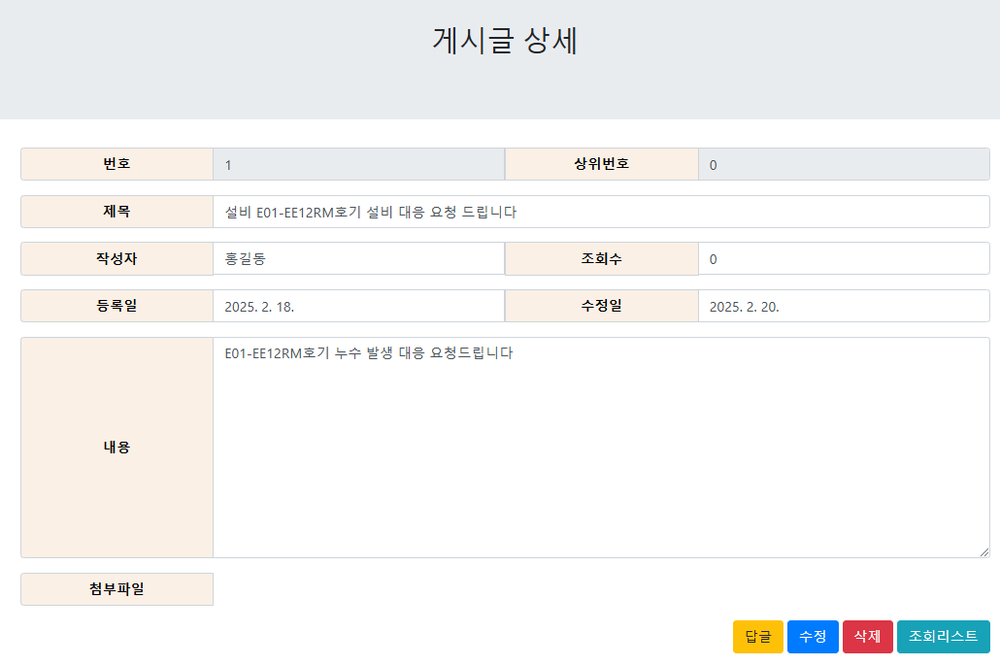 게시글 상세
번호 1 상위번호 0
제목 설비 E01-EE12RM호기 설비 대응 요청 드립니다
작성자 홍길동 조회수 0
등록일 2025. 2. 18. 수정일 2025. 2. 20.
E01-EE12RM호기 누수 발생 대응 요청드립니다
내용
첨부파일
답글 수정 삭제 조회리스트